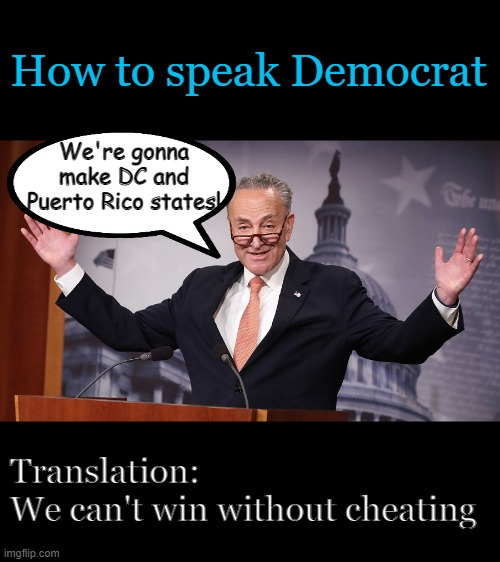 How to speak Democrat
We're gonna
make DC and
Puerto Rico states!
Translation:
We can't win without cheating
imgflip.com